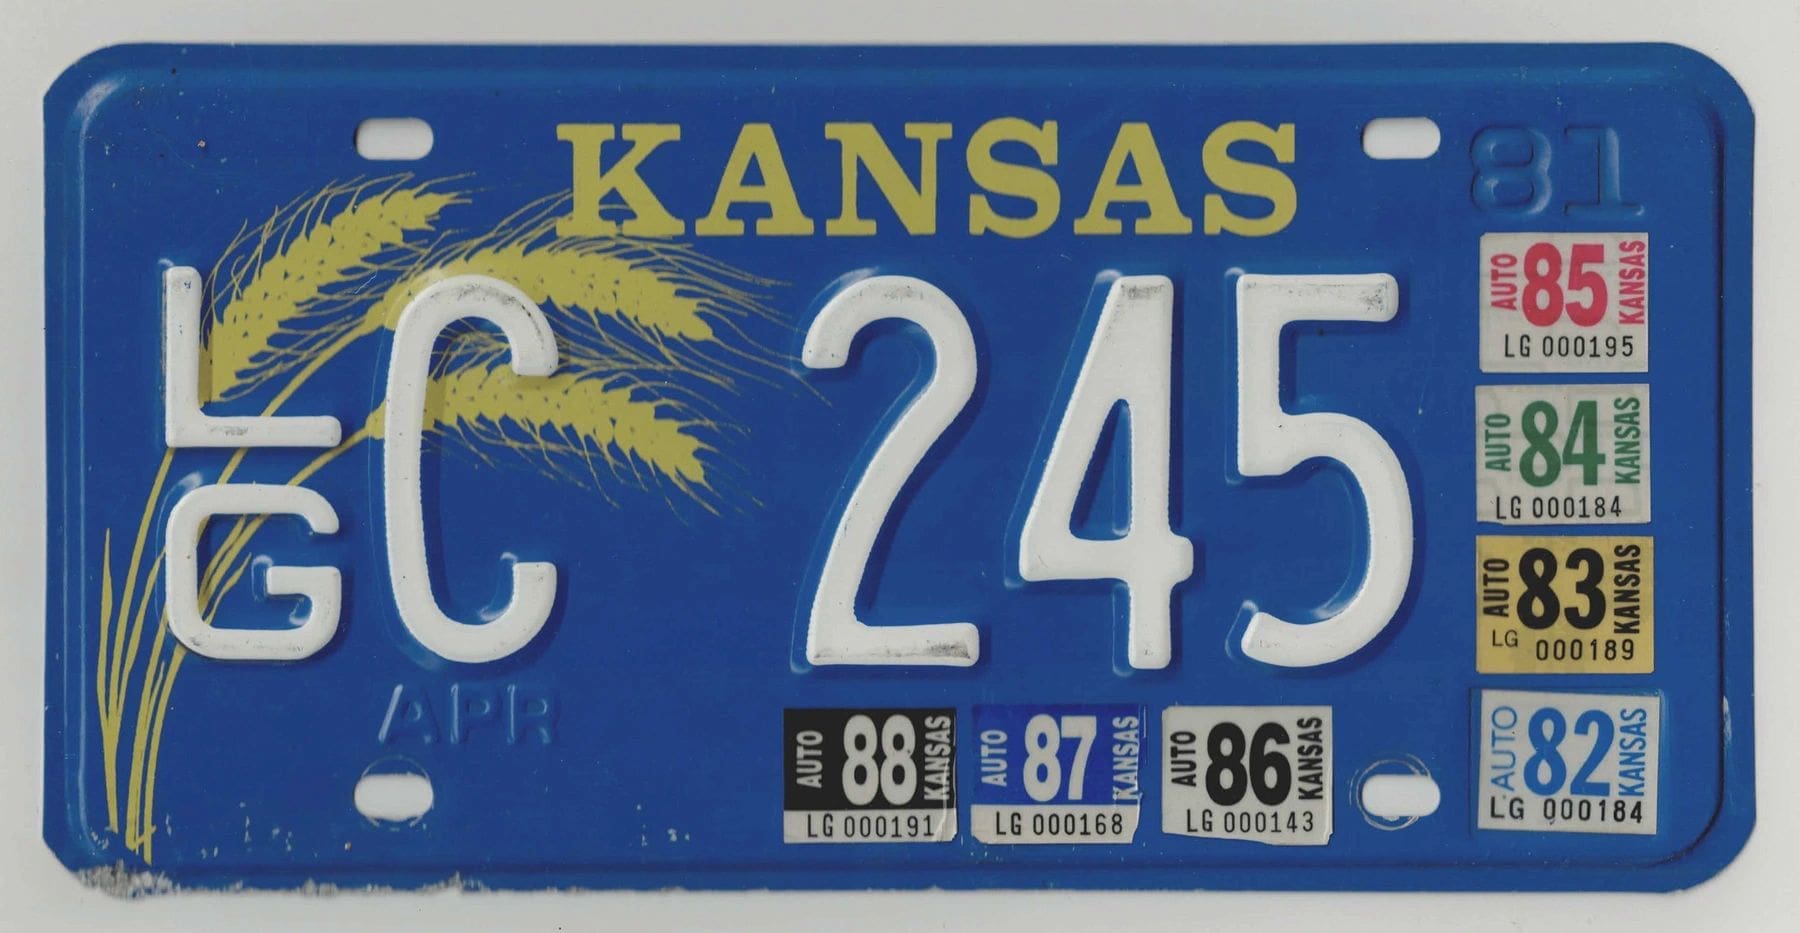 KANSAS
81
LG C 245
APR
AUTO 85 KANSAS
LG 000195
AUTO 84 KANSAS
LG 000184
AUTO 83 KANSAS
LG 000189
AUTO 82 KANSAS
LG 000184
AUTO 88 KANSAS
LG 000191
AUTO 87 KANSAS
LG 000168
AUTO 86 KANSAS
LG 000143